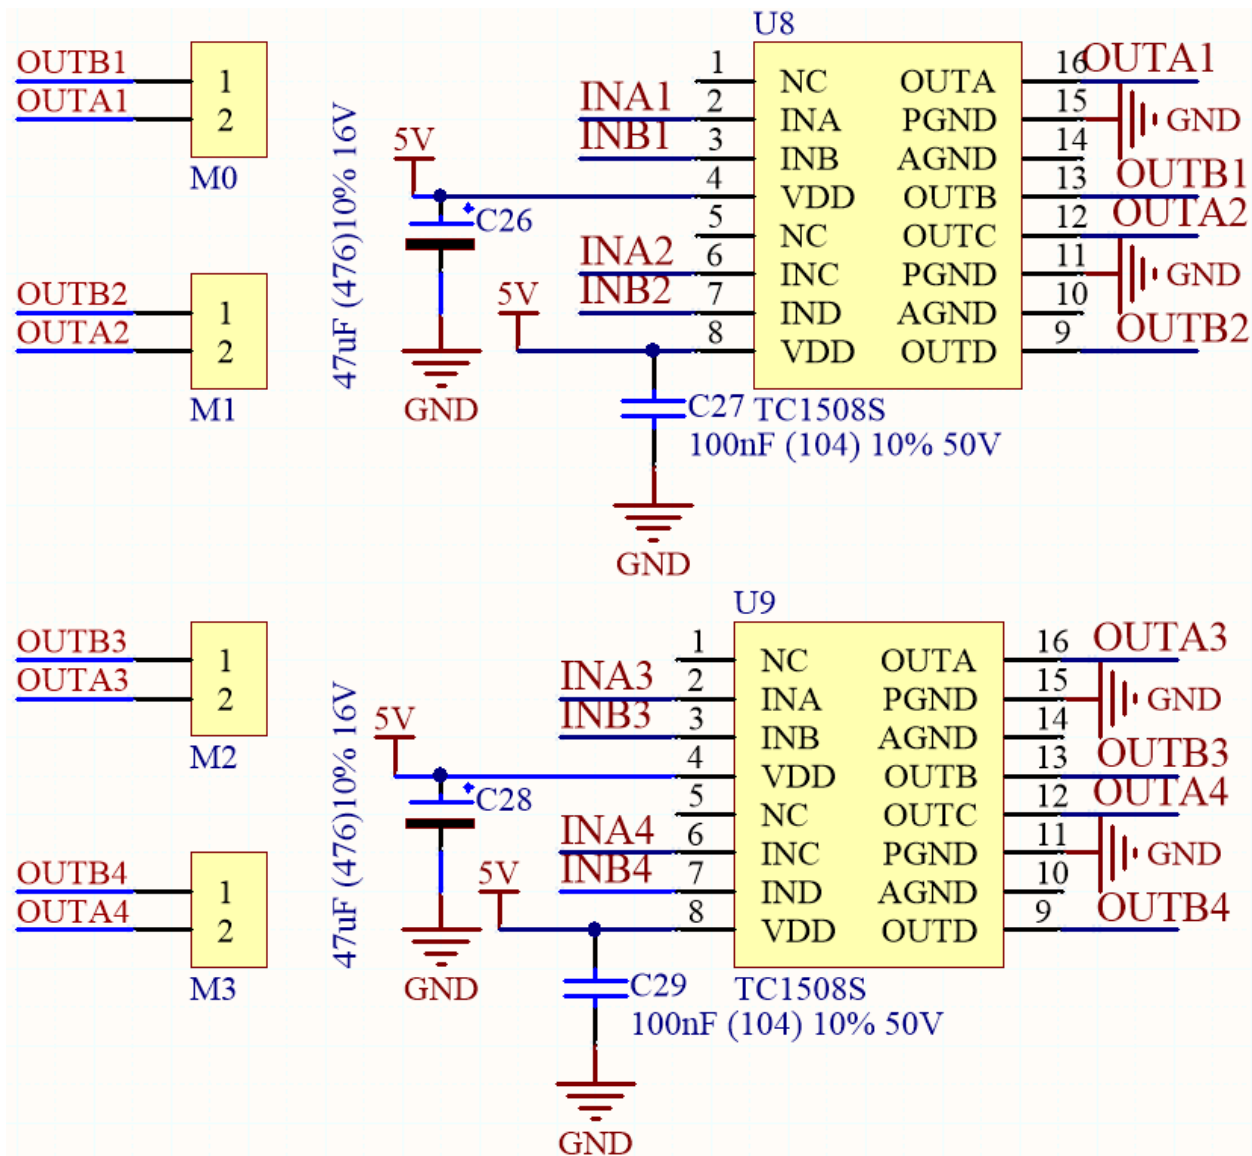 U8
OUTB1
OUTA1
1
2
M0
OUTB2
OUTA2
1
2
M1
47uF (476)10% 16V
5V
C26
GND
5V
C27
100nF (104) 10% 50V
GND
INA1
INB1
INA2
INB2
1
2
3
4
5
6
7
8
NC OUTA
INA PGND
INB AGND
VDD OUTB
NC OUTC
INC PGND
IND AGND
VDD OUTD
TC1508S
16
15
14
13
12
11
10
9
OUTA1
GND
OUTB1
OUTA2
GND
OUTB2
U9
OUTB3
OUTA3
1
2
M2
OUTB4
OUTA4
1
2
M3
47uF (476)10% 16V
5V
C28
GND
5V
C29
100nF (104) 10% 50V
GND
INA3
INB3
INA4
INB4
1
2
3
4
5
6
7
8
NC OUTA
INA PGND
INB AGND
VDD OUTB
NC OUTC
INC PGND
IND AGND
VDD OUTD
TC1508S
16
15
14
13
12
11
10
9
OUTA3
GND
OUTB3
OUTA4
GND
OUTB4